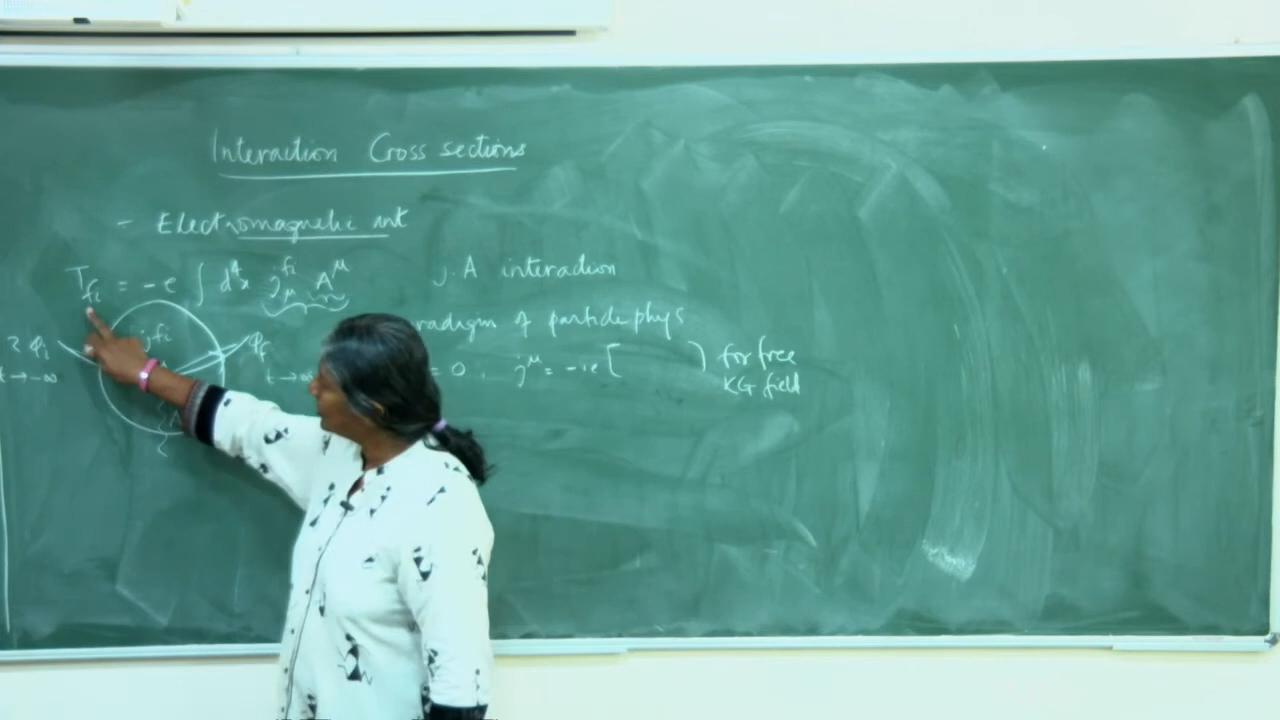 Interaction Cross sections
- Electromagnetic int
T_fi = -e ∫ d⁴x j_μ^fi A^μ
j.A interaction
radigm of particle phys
φ_i
t → -∞
j^fi
A
φ_f
t → ∞
= 0, j^μ = -ie [ ] for free
KG field